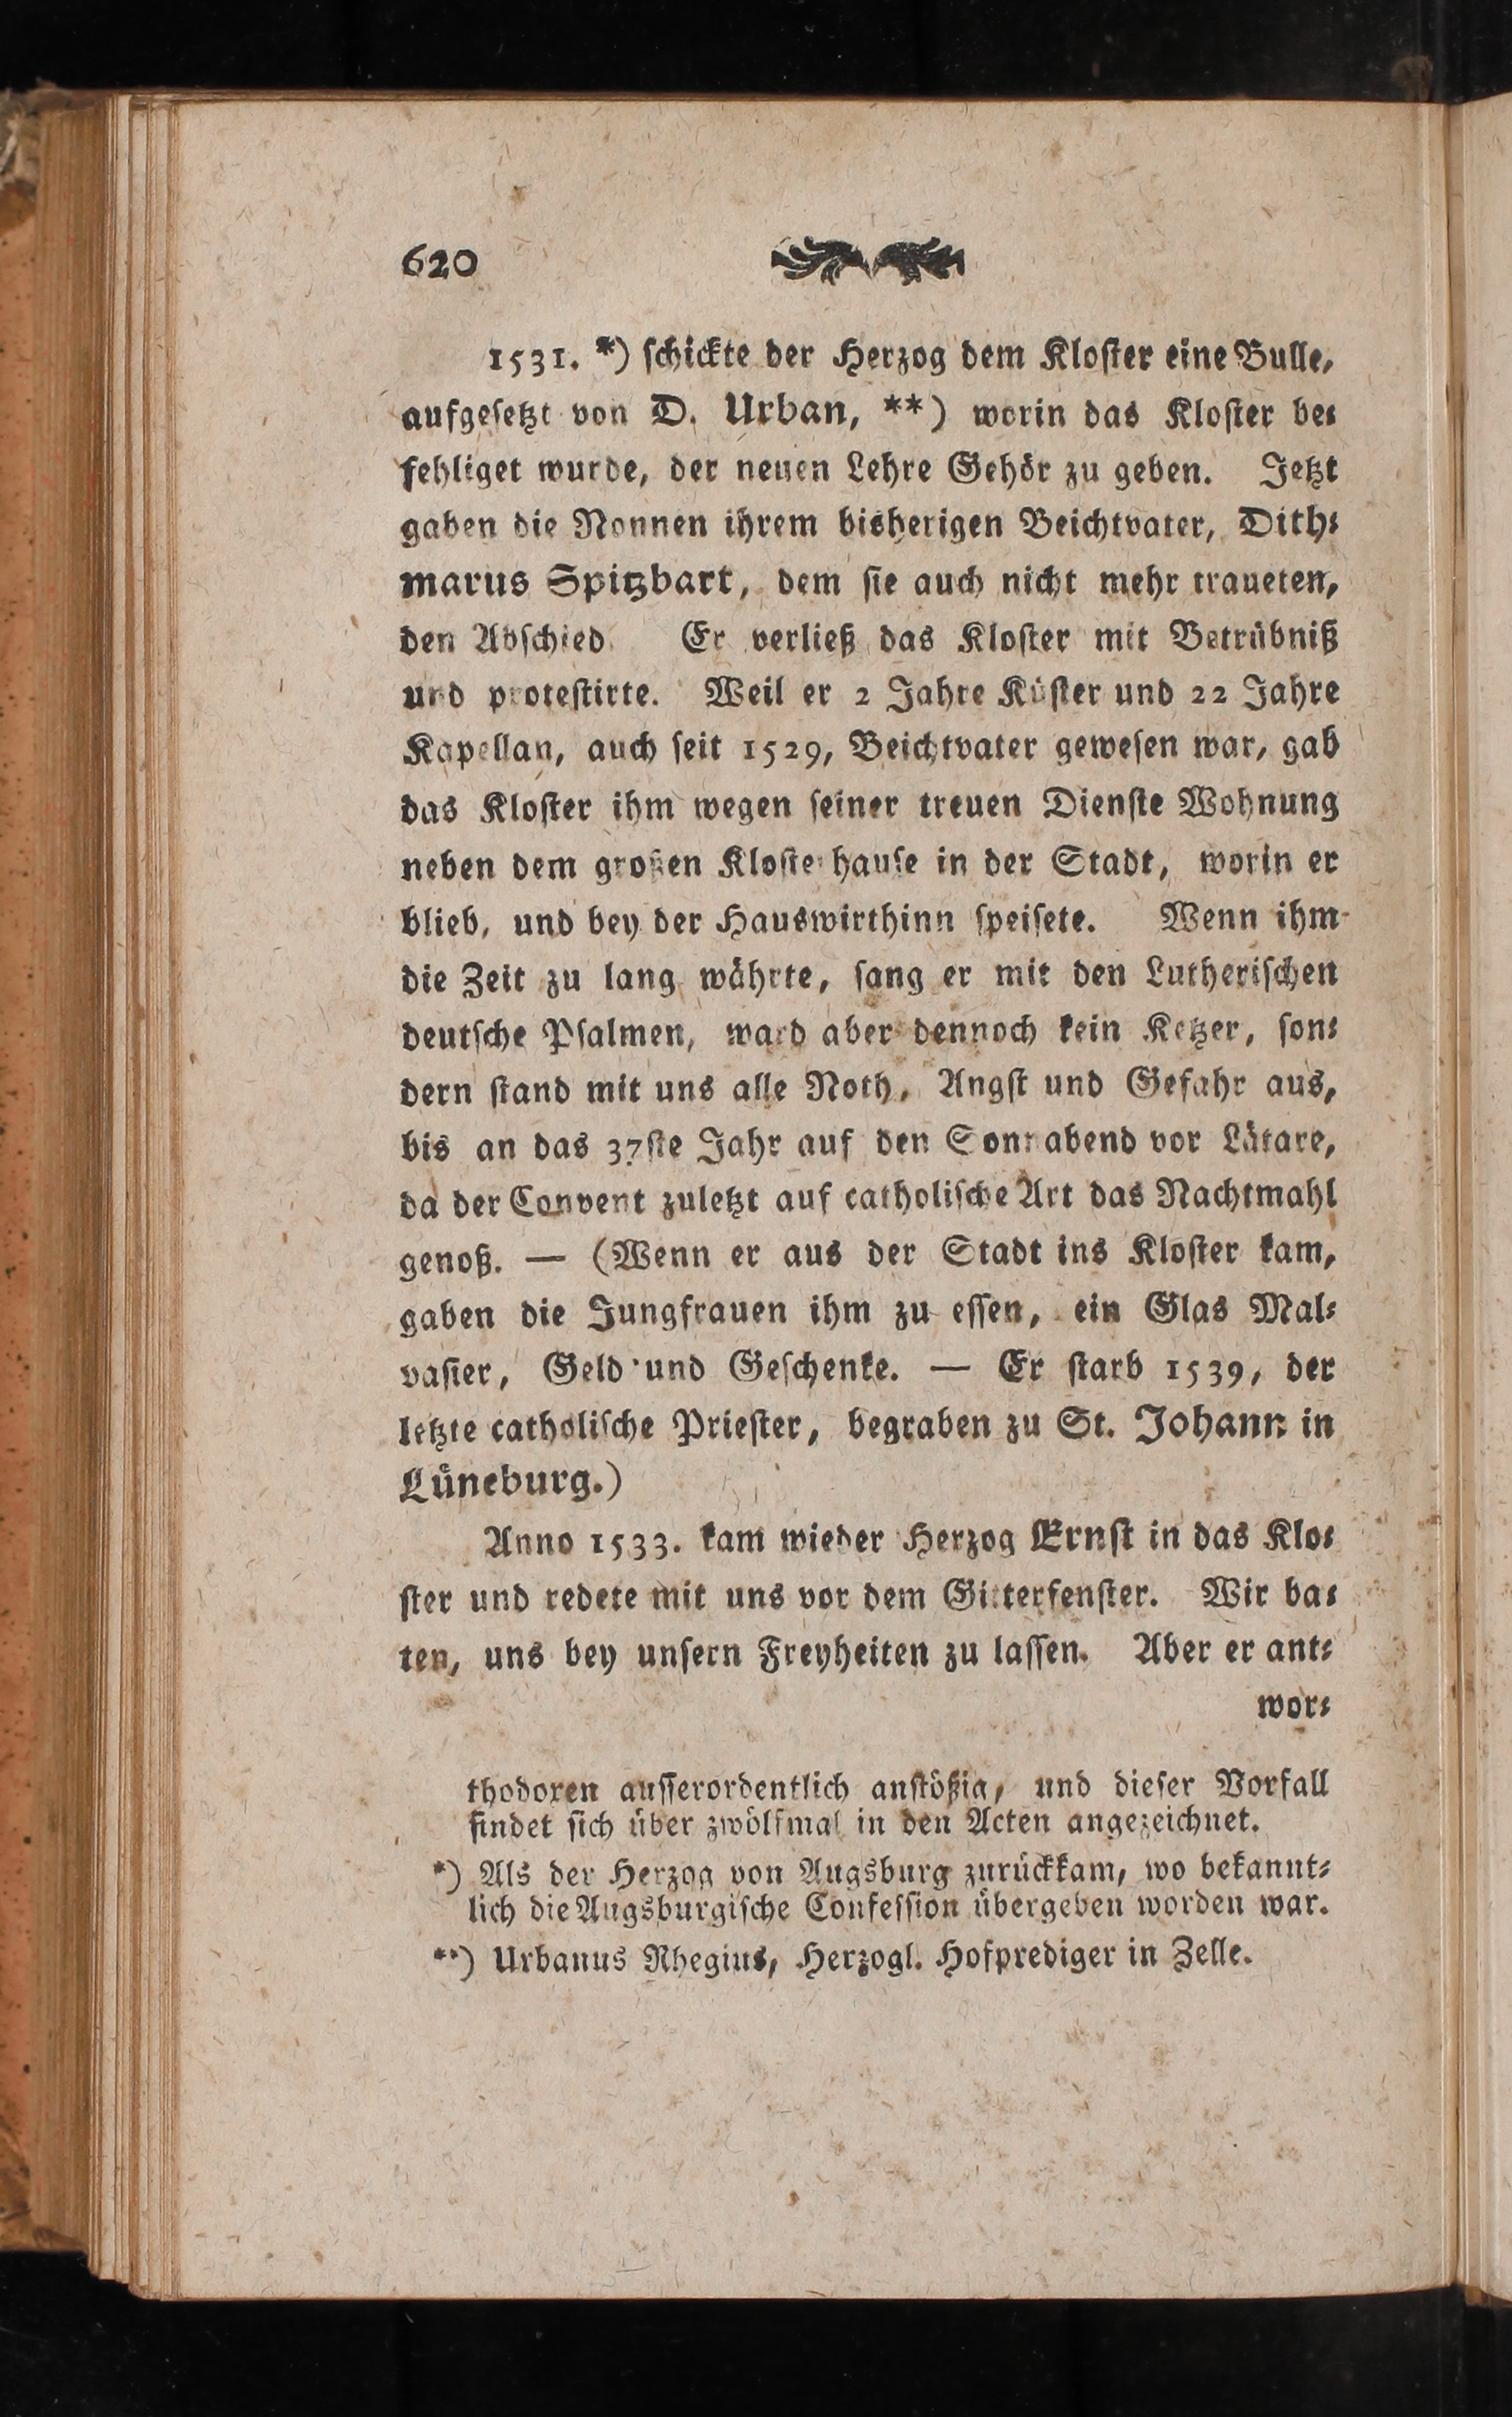 620
1531. *) ſchickte der Herzog dem Kloſter eine Bulle,
aufgeſetzt von D. Urban, **) worin das Kloſter be⸗
fehliget wurde, der neuen Lehre Gehör zu geben. Jetzt
gaben die Nonnen ihrem bisherigen Beichtvater, Dith⸗
marus Spitzbart, dem ſie auch nicht mehr traueten,
den Abſchied. Er verließ das Kloſter mit Betrübniß
und proteſtirte. Weil er 2 Jahre Küſter und 22 Jahre
Kapellan, auch ſeit 1529, Beichtvater geweſen war, gab
das Kloſter ihm wegen ſeiner treuen Dienſte Wohnung
neben dem großen Kloſterhauſe in der Stadt, worin er
blieb, und bey der Hauswirthinn ſpeiſete. Wenn ihm
die Zeit zu lang währte, ſang er mit den Lutheriſchen
deutſche Pſalmen, ward aber dennoch kein Ketzer, ſon⸗
dern ſtand mit uns alle Noth, Angſt und Gefahr aus,
bis an das 37ſte Jahr auf den Sonnabend vor Lätare,
da der Convent zuletzt auf catholiſche Art das Nachtmahl
genoß. — (Wenn er aus der Stadt ins Kloſter kam,
gaben die Jungfrauen ihm zu eſſen, ein Glas Mal⸗
vaſier, Geld und Geſchenke. — Er ſtarb 1539, der
letzte catholiſche Prieſter, begraben zu St. Johann in
Lüneburg.)
Anno 1533. kam wieder Herzog Ernſt in das Klo⸗
ſter und redete mit uns vor dem Gitterfenſter. Wir ba⸗
ten, uns bey unſern Freyheiten zu laſſen. Aber er ant⸗
wor⸗
thodoxen auſſerordentlich anſtößig, und dieſer Vorfall
findet ſich über zwölfmal in den Acten angezeichnet.
*) Als der Herzog von Augsburg zurückkam, wo bekannt⸗
lich die Augsburgiſche Confeſſion übergeben worden war.
**) Urbanus Rhegius, Herzogl. Hofprediger in Zelle.